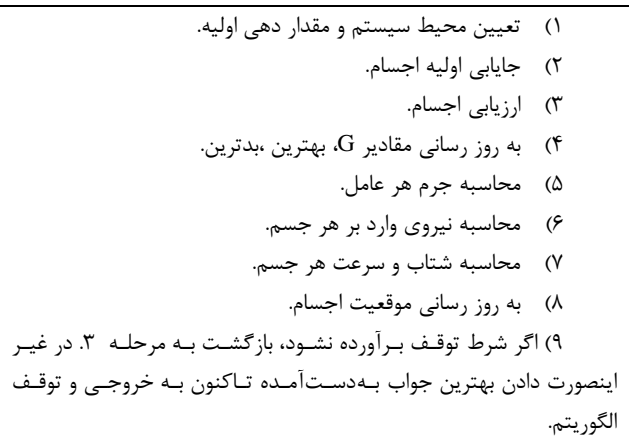 ۱) تعیین محیط سیستم و مقدار دهی اولیه.
۲) جایابی اولیه اجسام.
۳) ارزیابی اجسام.
۴) به روز رسانی مقادیر G، بهترین ،بدترین.
۵) محاسبه جرم هر عامل.
۶) محاسبه نیروی وارد بر هر جسم.
۷) محاسبه شتاب و سرعت هر جسم.
۸) به روز رسانی موقعیت اجسام.
۹) اگر شرط توقف برآورده نشود، بازگشت به مرحله ۳. در غیر
اینصورت دادن بهترین جواب به‌دست‌آمده تاکنون به خروجی و توقف
الگوریتم.